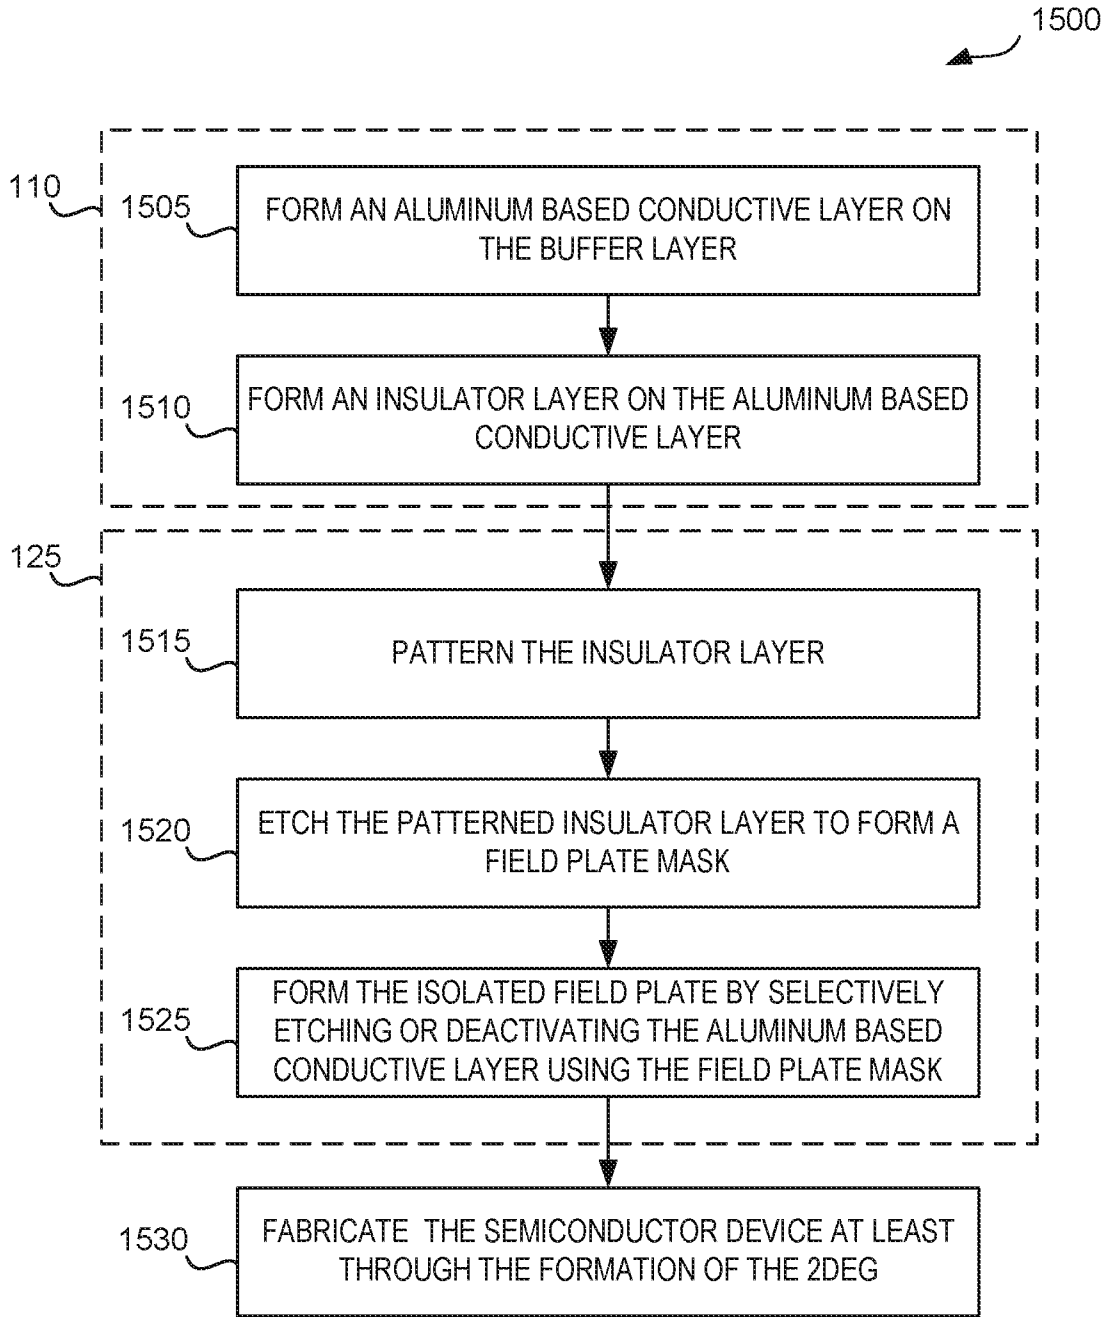 1500
110
1505
FORM AN ALUMINUM BASED CONDUCTIVE LAYER ON
THE BUFFER LAYER
1510
FORM AN INSULATOR LAYER ON THE ALUMINUM BASED
CONDUCTIVE LAYER
125
1515
PATTERN THE INSULATOR LAYER
1520
ETCH THE PATTERNED INSULATOR LAYER TO FORM A
FIELD PLATE MASK
1525
FORM THE ISOLATED FIELD PLATE BY SELECTIVELY
ETCHING OR DEACTIVATING THE ALUMINUM BASED
CONDUCTIVE LAYER USING THE FIELD PLATE MASK
1530
FABRICATE THE SEMICONDUCTOR DEVICE AT LEAST
THROUGH THE FORMATION OF THE 2DEG